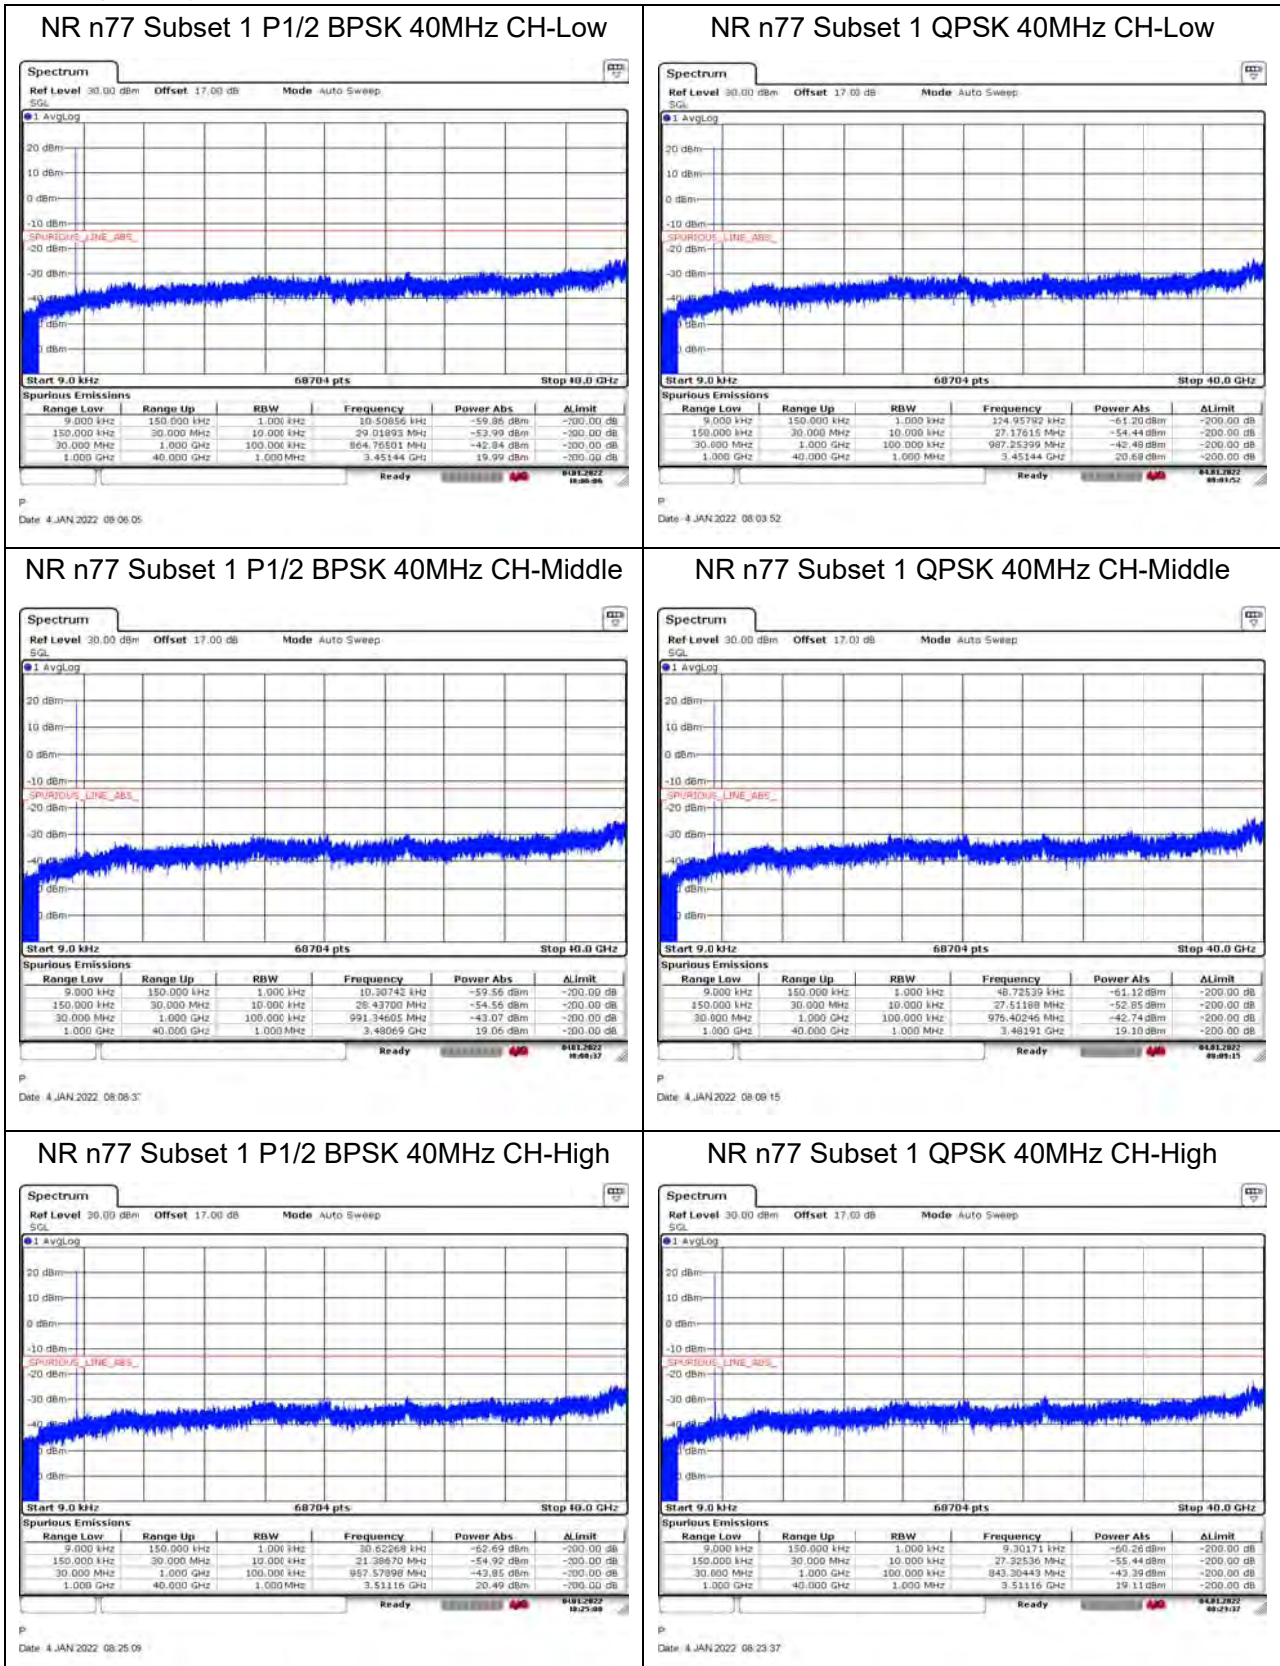 NR n77 Subset 1 P1/2 BPSK 40MHz CH-Low
Spectrum
Ref Level 30.00 dBm Offset 17.00 dB Mode Auto Sweep
SGL
1 AvgLog
20 dBm
10 dBm
0 dBm
-10 dBm
_SPURIOUS_LINE_ABS_
-20 dBm
-30 dBm
Start 9.0 kHz 68704 pts Stop 40.0 GHz
Spurious Emissions
Range Low Range Up RBW Frequency Power Abs ΔLimit
9.000 kHz 150.000 kHz 1.000 kHz 10.50856 kHz -59.86 dBm -200.00 dB
150.000 kHz 30.000 MHz 10.000 kHz 29.01893 MHz -53.99 dBm -200.00 dB
30.000 MHz 1.000 GHz 100.000 kHz 864.76501 MHz -42.84 dBm -200.00 dB
1.000 GHz 40.000 GHz 1.000 MHz 3.45144 GHz 19.99 dBm -200.00 dB
Ready 04.01.2022
P
Date: 4.JAN.2022 08:06:05
NR n77 Subset 1 QPSK 40MHz CH-Low
Spectrum
Ref Level 30.00 dBm Offset 17.00 dB Mode Auto Sweep
SGL
1 AvgLog
20 dBm
10 dBm
0 dBm
-10 dBm
_SPURIOUS_LINE_ABS_
-20 dBm
-30 dBm
Start 9.0 kHz 68704 pts Stop 40.0 GHz
Spurious Emissions
Range Low Range Up RBW Frequency Power Abs ΔLimit
9.000 kHz 150.000 kHz 1.000 kHz 124.95792 kHz -61.20 dBm -200.00 dB
150.000 kHz 30.000 MHz 10.000 kHz 27.17615 MHz -54.44 dBm -200.00 dB
30.000 MHz 1.000 GHz 100.000 kHz 987.25399 MHz -42.48 dBm -200.00 dB
1.000 GHz 40.000 GHz 1.000 MHz 3.45144 GHz 20.68 dBm -200.00 dB
Ready 04.01.2022
08:03:52
P
Date: 4.JAN.2022 08:03:52
NR n77 Subset 1 P1/2 BPSK 40MHz CH-Middle
Spectrum
Ref Level 30.00 dBm Offset 17.00 dB Mode Auto Sweep
SGL
1 AvgLog
20 dBm
10 dBm
0 dBm
-10 dBm
_SPURIOUS_LINE_ABS_
-20 dBm
-30 dBm
Start 9.0 kHz 68704 pts Stop 40.0 GHz
Spurious Emissions
Range Low Range Up RBW Frequency Power Abs ΔLimit
9.000 kHz 150.000 kHz 1.000 kHz 10.30742 kHz -59.56 dBm -200.00 dB
150.000 kHz 30.000 MHz 10.000 kHz 28.43700 MHz -54.56 dBm -200.00 dB
30.000 MHz 1.000 GHz 100.000 kHz 991.34605 MHz -43.07 dBm -200.00 dB
1.000 GHz 40.000 GHz 1.000 MHz 3.48069 GHz 19.06 dBm -200.00 dB
Ready 04.01.2022
P
Date: 4.JAN.2022
NR n77 Subset 1 QPSK 40MHz CH-Middle
Spectrum
Ref Level 30.00 dBm Offset 17.00 dB Mode Auto Sweep
SGL
1 AvgLog
20 dBm
10 dBm
0 dBm
-10 dBm
_SPURIOUS_LINE_ABS_
-20 dBm
-30 dBm
Start 9.0 kHz 68704 pts Stop 40.0 GHz
Spurious Emissions
Range Low Range Up RBW Frequency Power Abs ΔLimit
9.000 kHz 150.000 kHz 1.000 kHz 48.72539 kHz -61.12 dBm -200.00 dB
150.000 kHz 30.000 MHz 10.000 kHz 27.51188 MHz -52.85 dBm -200.00 dB
30.000 MHz 1.000 GHz 100.000 kHz 976.40246 MHz -42.74 dBm -200.00 dB
1.000 GHz 40.000 GHz 1.000 MHz 3.48191 GHz 19.10 dBm -200.00 dB
Ready 04.01.2022
08:09:15
P
Date: 4.JAN.2022 08:09:15
NR n77 Subset 1 P1/2 BPSK 40MHz CH-High
Spectrum
Ref Level 30.00 dBm Offset 17.00 dB Mode Auto Sweep
SGL
1 AvgLog
20 dBm
10 dBm
0 dBm
-10 dBm
_SPURIOUS_LINE_ABS_
-20 dBm
-30 dBm
Start 9.0 kHz 68704 pts Stop 40.0 GHz
Spurious Emissions
Range Low Range Up RBW Frequency Power Abs ΔLimit
9.000 kHz 150.000 kHz 1.000 kHz 30.62268 kHz -62.69 dBm -200.00 dB
150.000 kHz 30.000 MHz 10.000 kHz 21.38670 MHz -54.92 dBm -200.00 dB
30.000 MHz 1.000 GHz 100.000 kHz 957.57898 MHz -43.85 dBm -200.00 dB
1.000 GHz 40.000 GHz 1.000 MHz 3.51116 GHz 20.49 dBm -200.00 dB
Ready 04.01.2022
P
Date: 4.JAN.2022 08:25:09
NR n77 Subset 1 QPSK 40MHz CH-High
Spectrum
Ref Level 30.00 dBm Offset 17.00 dB Mode Auto Sweep
SGL
1 AvgLog
20 dBm
10 dBm
0 dBm
-10 dBm
_SPURIOUS_LINE_ABS_
-20 dBm
-30 dBm
Start 9.0 kHz 68704 pts Stop 40.0 GHz
Spurious Emissions
Range Low Range Up RBW Frequency Power Abs ΔLimit
9.000 kHz 150.000 kHz 1.000 kHz 9.30171 kHz -60.26 dBm -200.00 dB
150.000 kHz 30.000 MHz 10.000 kHz 27.32536 MHz -55.44 dBm -200.00 dB
30.000 MHz 1.000 GHz 100.000 kHz 843.30443 MHz -43.39 dBm -200.00 dB
1.000 GHz 40.000 GHz 1.000 MHz 3.51116 GHz 19.11 dBm -200.00 dB
Ready 04.01.2022
08:23:37
P
Date: 4.JAN.2022 08:23:37